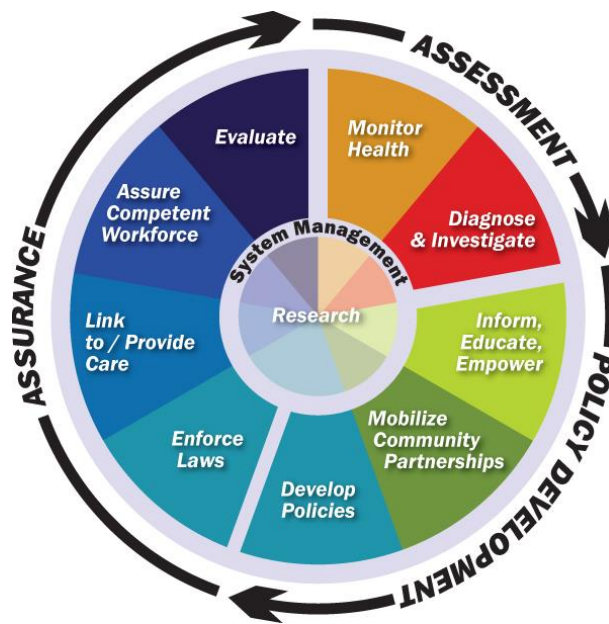 ASSESSMENT
Monitor
Health
Diagnose
& Investigate
POLICY DEVELOPMENT
Inform,
Educate,
Empower
Mobilize
Community
Partnerships
Develop
Policies
ASSURANCE
Enforce
Laws
Link
to / Provide
Care
Assure
Competent
Workforce
Evaluate
System Management
Research